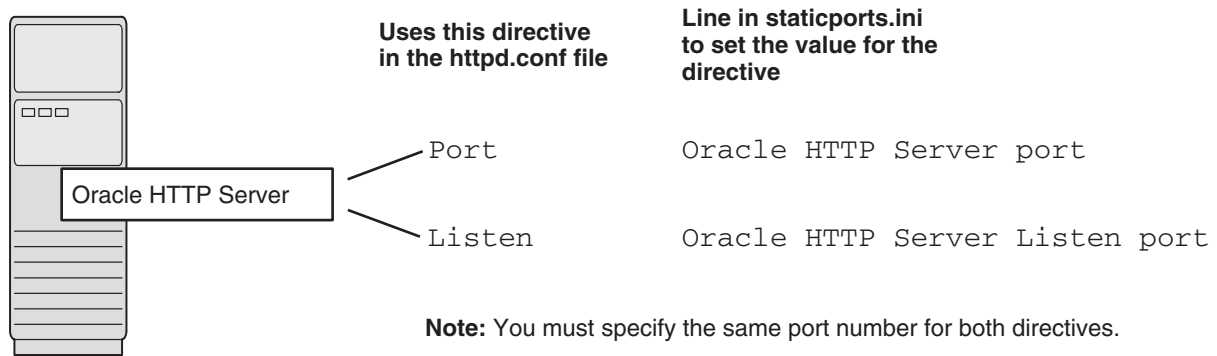 Uses this directive
in the httpd.conf file
Line in staticports.ini
to set the value for the
directive
Oracle HTTP Server
Port
Oracle HTTP Server port
Listen
Oracle HTTP Server Listen port
Note: You must specify the same port number for both directives.